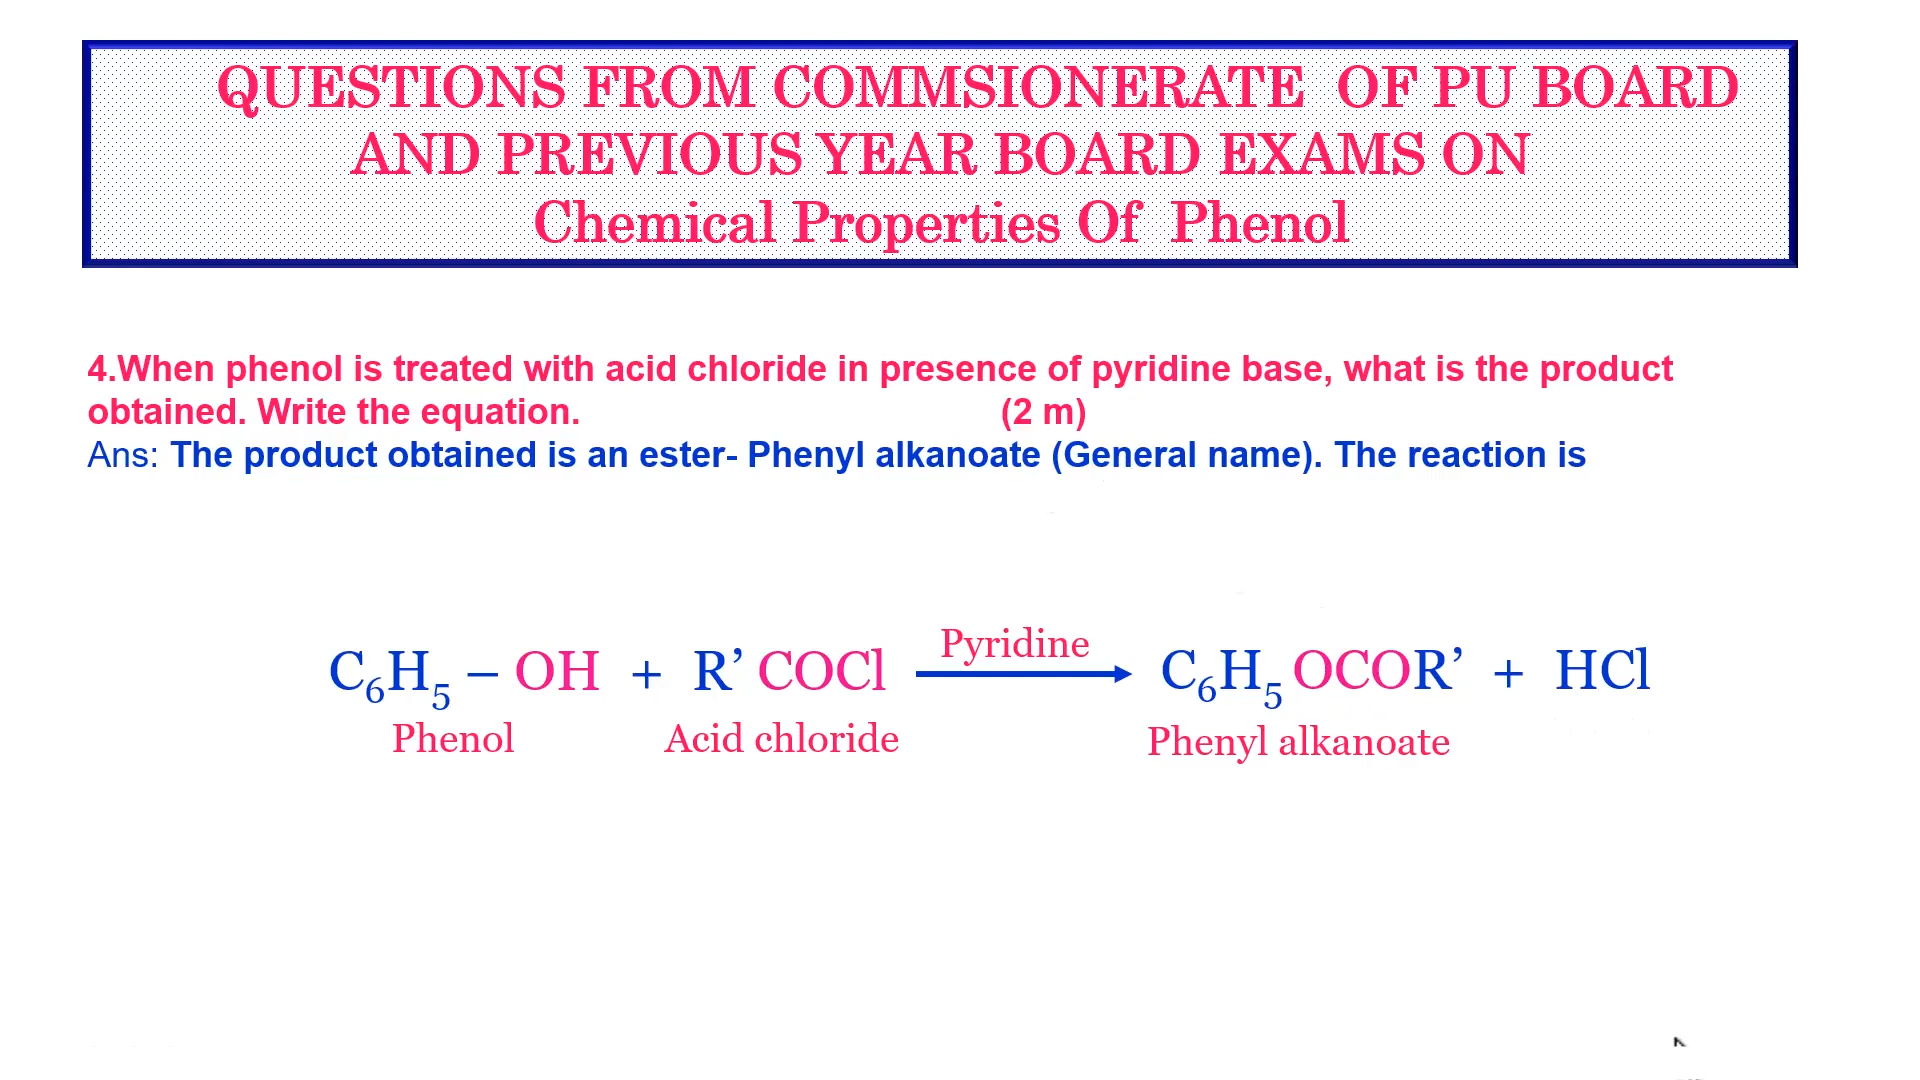 QUESTIONS FROM COMMSIONERATE OF PU BOARD
AND PREVIOUS YEAR BOARD EXAMS ON
Chemical Properties Of Phenol
4.When phenol is treated with acid chloride in presence of pyridine base, what is the product
obtained. Write the equation. (2 m)
Ans: The product obtained is an ester- Phenyl alkanoate (General name). The reaction is
Pyridine
C₆H₅ – OH + R’ COCl ⟶ C₆H₅ OCOR’ + HCl
Phenol Acid chloride Phenyl alkanoate